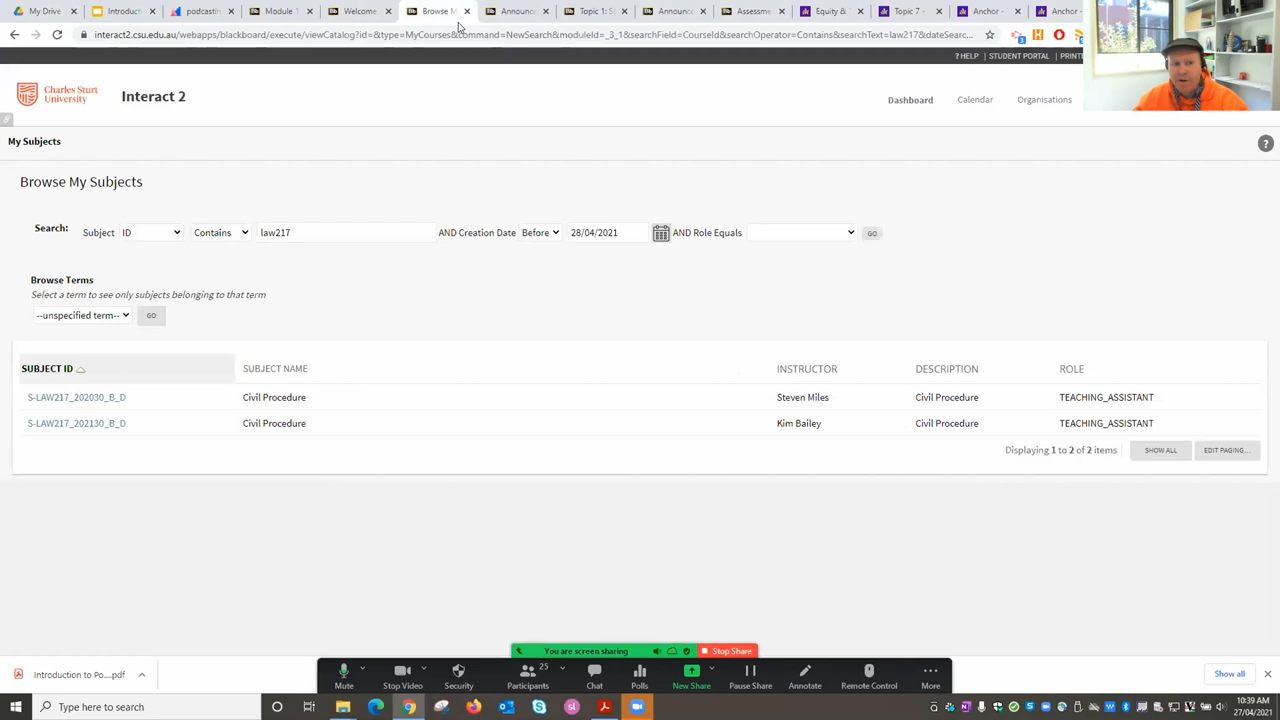 My Drive
Introduct
podcastin
Module 1
Welcome
Browse M
Announc
Topic 1: S
Announc
Assessme
Equity &
Topic 7 -
Anchor -
Anchor -
interact2.csu.edu.au/webapps/blackboard/execute/viewCatalog?id=&type=MyCourses&command=NewSearch&moduleId=_3_1&searchField=CourseId&searchOperator=Contains&searchText=law217&dateSearc...
? HELP | STUDENT PORTAL | PRINT
Charles Sturt University
Interact 2
Dashboard Calendar Organisations
My Subjects
Browse My Subjects
Search: Subject ID Contains law217 AND Creation Date Before 28/04/2021 AND Role Equals GO
Browse Terms
Select a term to see only subjects belonging to that term
--unspecified term-- GO
SUBJECT ID SUBJECT NAME INSTRUCTOR DESCRIPTION ROLE
S-LAW217_202030_B_D Civil Procedure Steven Miles Civil Procedure TEACHING_ASSISTANT
S-LAW217_202130_B_D Civil Procedure Kim Bailey Civil Procedure TEACHING_ASSISTANT
Displaying 1 to 2 of 2 items SHOW ALL EDIT PAGING...
You are screen sharing Stop Share
Introduction to Po....pdf
25
Mute Stop Video Security Participants Chat Polls New Share Pause Share Annotate Remote Control More
Show all
Type here to search
10:39 AM
27/04/2021